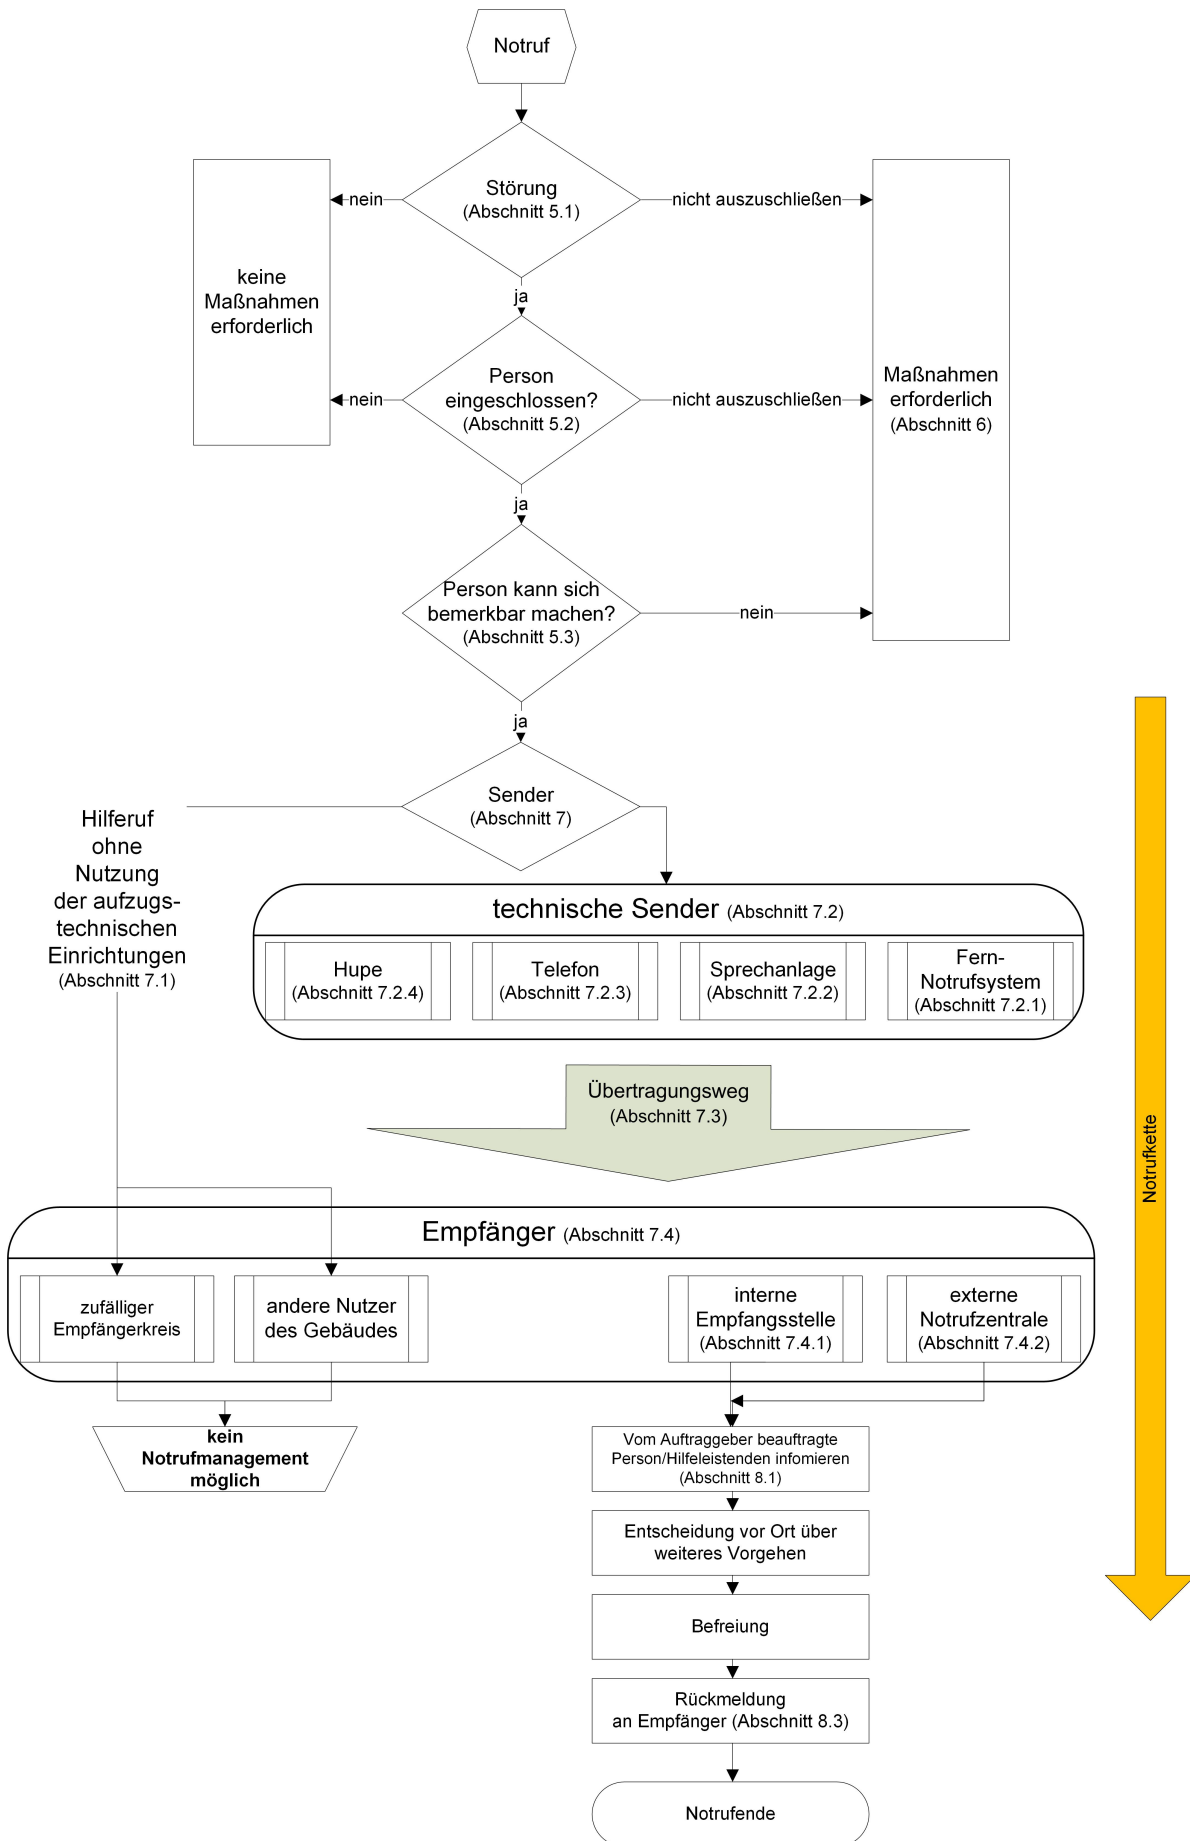 Notruf
Störung
(Abschnitt 5.1)
nein
nicht auszuschließen
keine
Maßnahmen
erforderlich
ja
Person
eingeschlossen?
(Abschnitt 5.2)
nein
nicht auszuschließen
Maßnahmen
erforderlich
(Abschnitt 6)
ja
Person kann sich
bemerkbar machen?
(Abschnitt 5.3)
nein
ja
Sender
(Abschnitt 7)
Hilferuf
ohne
Nutzung
der aufzugs-
technischen
Einrichtungen
(Abschnitt 7.1)
technische Sender (Abschnitt 7.2)
Hupe
(Abschnitt 7.2.4)
Telefon
(Abschnitt 7.2.3)
Sprechanlage
(Abschnitt 7.2.2)
Fern-
Notrufsystem
(Abschnitt 7.2.1)
Übertragungsweg
(Abschnitt 7.3)
Notrufkette
Empfänger (Abschnitt 7.4)
zufälliger
Empfängerkreis
andere Nutzer
des Gebäudes
interne
Empfangsstelle
(Abschnitt 7.4.1)
externe
Notrufzentrale
(Abschnitt 7.4.2)
kein
Notrufmanagement
möglich
Vom Auftraggeber beauftragte
Person/Hilfeleistenden infomieren
(Abschnitt 8.1)
Entscheidung vor Ort über
weiteres Vorgehen
Befreiung
Rückmeldung
an Empfänger (Abschnitt 8.3)
Notrufende